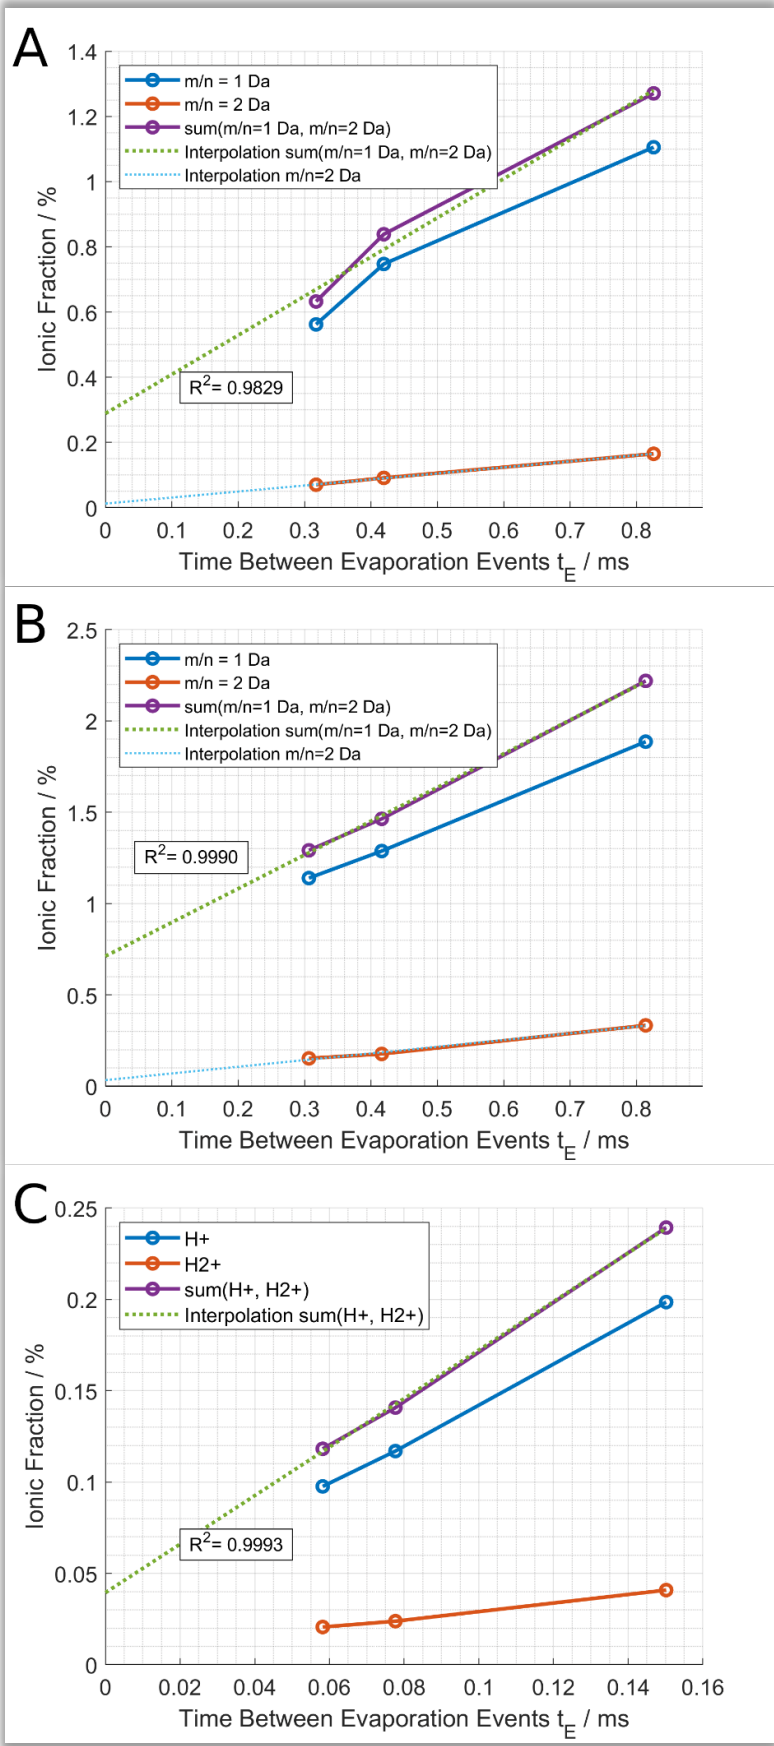 A
1.4
1.2
1
0.8
0.6
0.4
0.2
0
Ionic Fraction / %
m/n = 1 Da
m/n = 2 Da
sum(m/n=1 Da, m/n=2 Da)
Interpolation sum(m/n=1 Da, m/n=2 Da)
Interpolation m/n=2 Da
R2= 0.9829
0 0.1 0.2 0.3 0.4 0.5 0.6 0.7 0.8
Time Between Evaporation Events tE / ms
B
2.5
2
1.5
1
0.5
0
Ionic Fraction / %
m/n = 1 Da
m/n = 2 Da
sum(m/n=1 Da, m/n=2 Da)
Interpolation sum(m/n=1 Da, m/n=2 Da)
Interpolation m/n=2 Da
R2= 0.9990
0 0.1 0.2 0.3 0.4 0.5 0.6 0.7 0.8
Time Between Evaporation Events tE / ms
C
0.25
0.2
0.15
0.1
0.05
0
Ionic Fraction / %
H+
H2+
sum(H+, H2+)
Interpolation sum(H+, H2+)
R2= 0.9993
0 0.02 0.04 0.06 0.08 0.1 0.12 0.14 0.16
Time Between Evaporation Events tE / ms